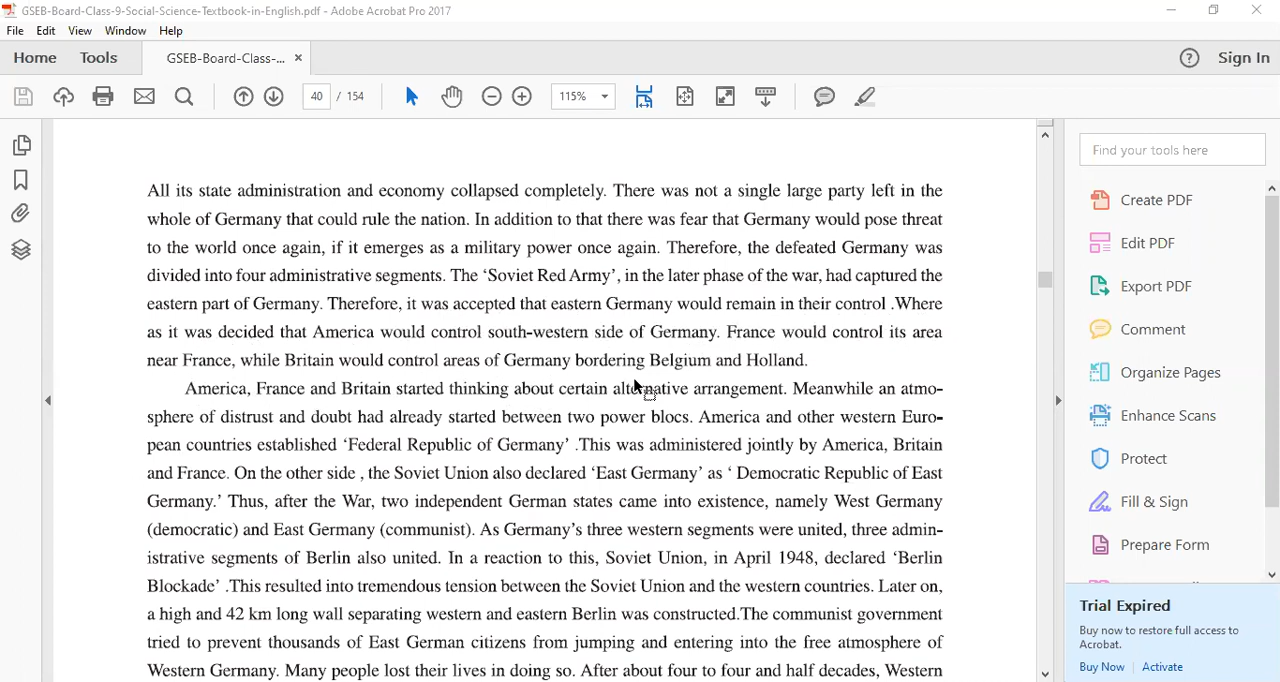 GSEB-Board-Class-9-Social-Science-Textbook-in-English.pdf - Adobe Acrobat Pro 2017
File Edit View Window Help
Home Tools GSEB-Board-Class-... × ? Sign In
40 / 154 115%
Find your tools here
Create PDF
Edit PDF
Export PDF
Comment
Organize Pages
Enhance Scans
Protect
Fill & Sign
Prepare Form
Trial Expired
Buy now to restore full access to
Acrobat.
Buy Now Activate
All its state administration and economy collapsed completely. There was not a single large party left in the
whole of Germany that could rule the nation. In addition to that there was fear that Germany would pose threat
to the world once again, if it emerges as a military power once again. Therefore, the defeated Germany was
divided into four administrative segments. The ‘Soviet Red Army’, in the later phase of the war, had captured the
eastern part of Germany. Therefore, it was accepted that eastern Germany would remain in their control .Where
as it was decided that America would control south-western side of Germany. France would control its area
near France, while Britain would control areas of Germany bordering Belgium and Holland.
America, France and Britain started thinking about certain alternative arrangement. Meanwhile an atmo-
sphere of distrust and doubt had already started between two power blocs. America and other western Euro-
pean countries established ‘Federal Republic of Germany’ .This was administered jointly by America, Britain
and France. On the other side , the Soviet Union also declared ‘East Germany’ as ‘ Democratic Republic of East
Germany.’ Thus, after the War, two independent German states came into existence, namely West Germany
(democratic) and East Germany (communist). As Germany’s three western segments were united, three admin-
istrative segments of Berlin also united. In a reaction to this, Soviet Union, in April 1948, declared ‘Berlin
Blockade’ .This resulted into tremendous tension between the Soviet Union and the western countries. Later on,
a high and 42 km long wall separating western and eastern Berlin was constructed.The communist government
tried to prevent thousands of East German citizens from jumping and entering into the free atmosphere of
Western Germany. Many people lost their lives in doing so. After about four to four and half decades, Western